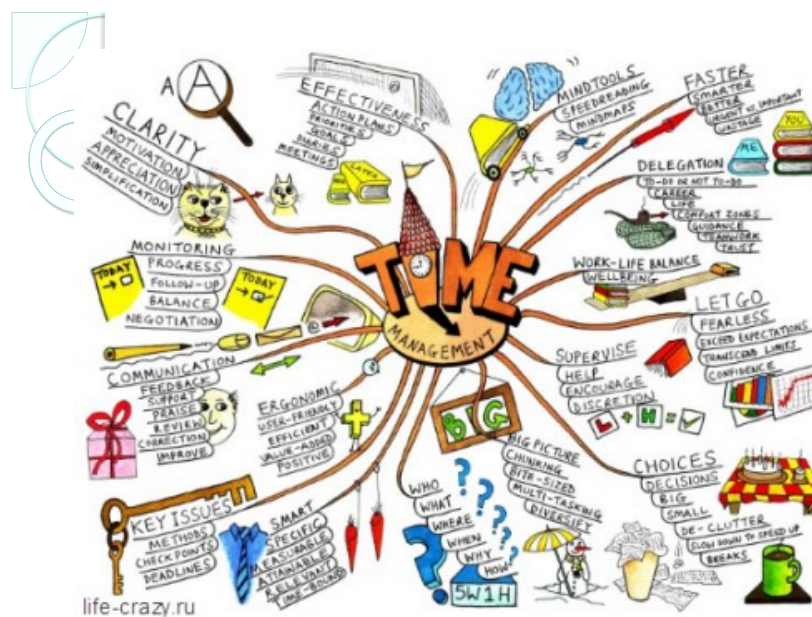 A A
CLARITY
MOTIVATION
APPRECIATION
SIMPLIFICATION
EFFECTIVENESS
ACTION PLANS
PRIORITIES
GOALS
DIARIES
MEETINGS
LATER
MINDTOOLS
SPEEDREADING
MINDMAPS
FASTER
SMARTER
BETTER
URGENT VS IMPORTANT
WASTAGE
YOU
ME
DELEGATION
TO-DO OR NOT TO-DO
CAREER
LIFE
COMFORT ZONES
GUIDANCE
TEAMWORK
TRUST
MONITORING
PROGRESS
FOLLOW-UP
BALANCE
NEGOTIATION
TODAY
TODAY
TIME
MANAGEMENT
WORK-LIFE BALANCE
WELLBEING
LET GO
FEARLESS
EXCEED EXPECTATIONS
TRANSCEND LIMITS
CONFIDENCE
@
COMMUNICATION
FEEDBACK
SUPPORT
PRAISE
REVIEW
CORRECTION
IMPROVE
ERGONOMIC
USER-FRIENDLY
EFFICIENT
VALUE-ADDED
POSITIVE
SUPERVISE
HELP
ENCOURAGE
DISCRETION
L + H =
BIG
BIG PICTURE
CHUNKING
BITE-SIZED
MULTI-TASKING
DIVERSIFY
CHOICES
DECISIONS
BIG
SMALL
DE-CLUTTER
SLOW DOWN TO SPEED UP
BREAKS
KEY ISSUES
METHODS
CHECKPOINTS
DEADLINES
SMART
SPECIFIC
MEASURABLE
ATTAINABLE
RELEVANT
TIME-BOUND
WHO
WHAT
WHERE
WHEN
WHY
HOW
? ? ? ? ? ?
5W1H
life-crazy.ru